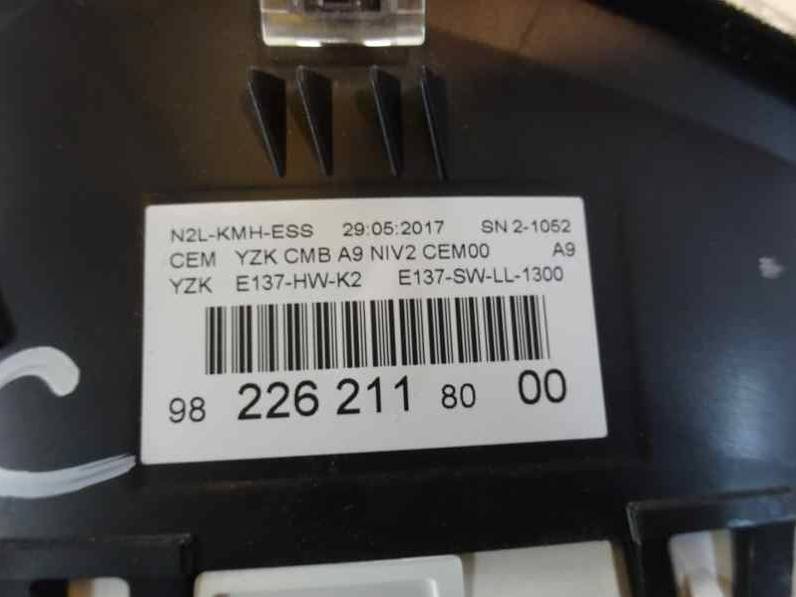 N2L-KMH-ESS 29:05:2017 SN 2-1052
CEM YZK CMB A9 NIV2 CEM00 A9
YZK E137-HW-K2 E137-SW-LL-1300
98 226 211 80 00